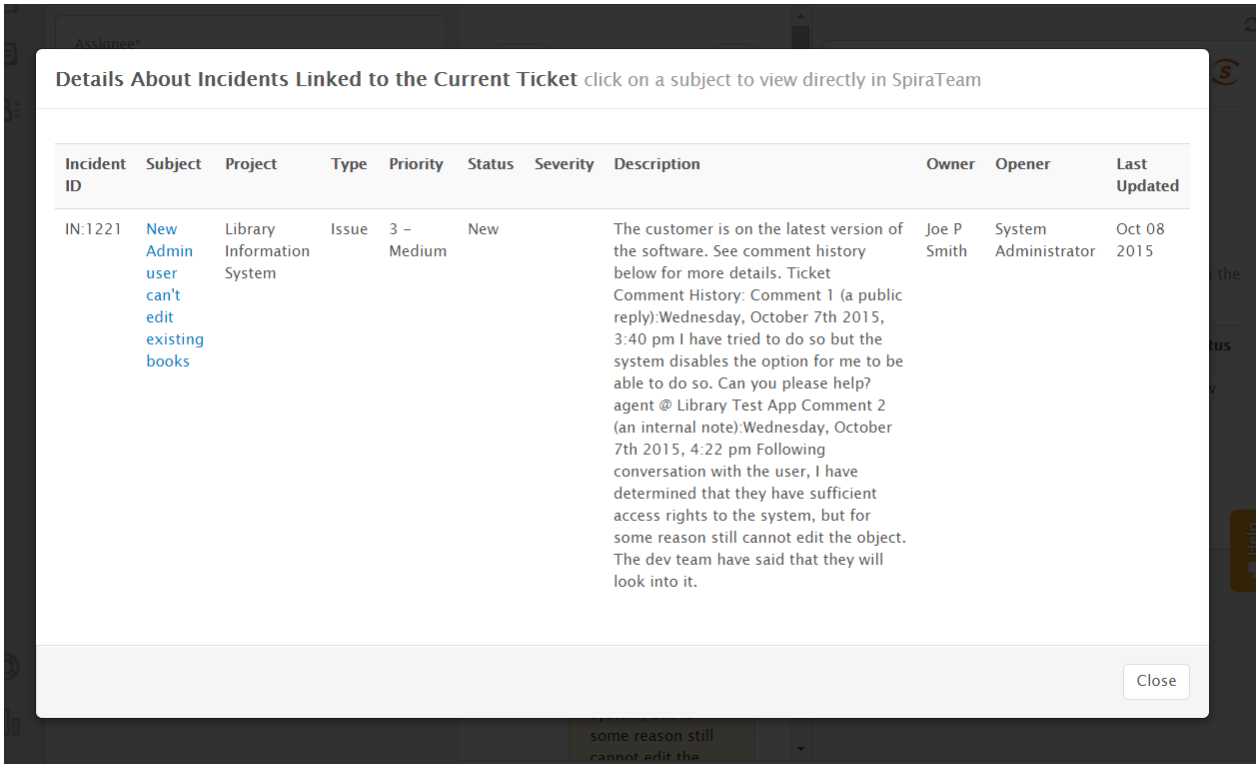 Assignee*
Details About Incidents Linked to the Current Ticket click on a subject to view directly in SpiraTeam
Incident ID
Subject
Project
Type
Priority
Status
Severity
Description
Owner
Opener
Last Updated
IN:1221
New
Admin
user
can't
edit
existing
books
Library
Information
System
Issue
3 –
Medium
New
The customer is on the latest version of
the software. See comment history
below for more details. Ticket
Comment History: Comment 1 (a public
reply):Wednesday, October 7th 2015,
3:40 pm I have tried to do so but the
system disables the option for me to be
able to do so. Can you please help?
agent @ Library Test App Comment 2
(an internal note):Wednesday, October
7th 2015, 4:22 pm Following
conversation with the user, I have
determined that they have sufficient
access rights to the system, but for
some reason still cannot edit the object.
The dev team have said that they will
look into it.
Joe P
Smith
System
Administrator
Oct 08
2015
the
tus
Help
Close
some reason still
cannot edit the